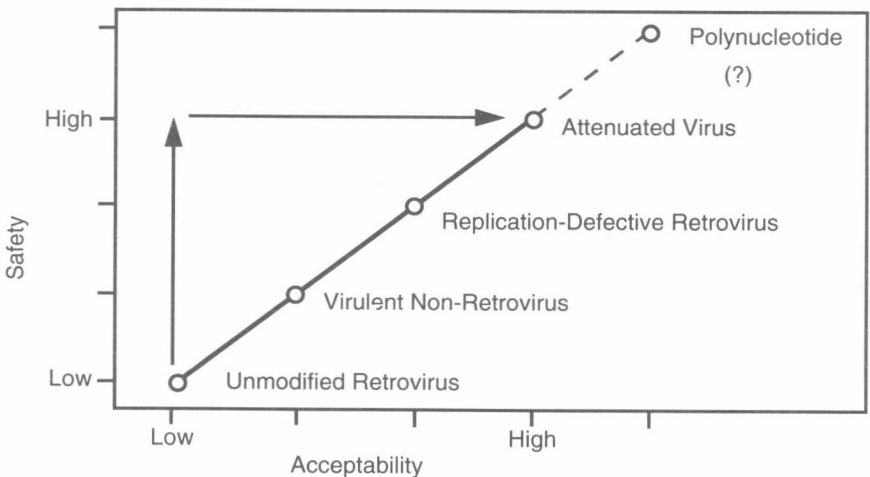 Polynucleotide
(?)
High
Attenuated Virus
Safety
Replication-Defective Retrovirus
Virulent Non-Retrovirus
Low
Unmodified Retrovirus
Low
High
Acceptability